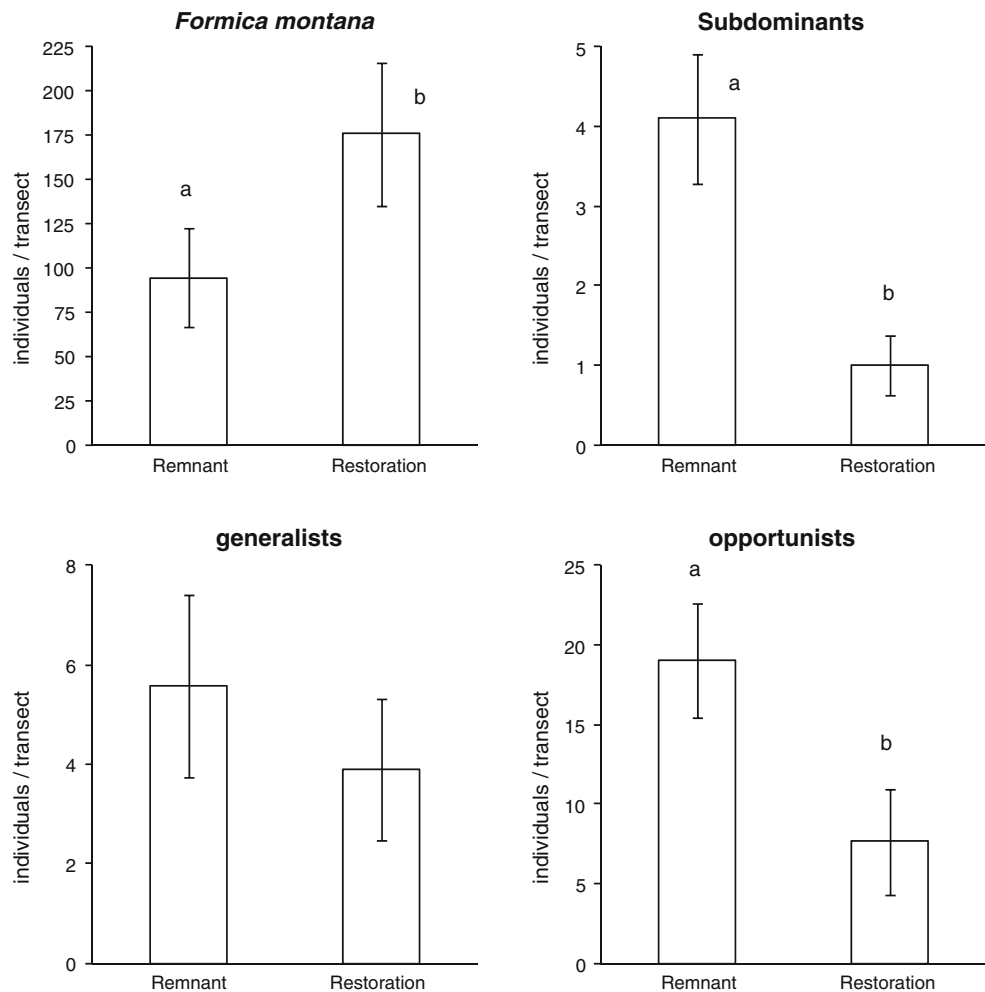 Formica montana
individuals / transect
225
200
175
150
125
100
75
50
25
0
a
b
Remnant Restoration
Subdominants
individuals / transect
5
4
3
2
1
0
a
b
Remnant Restoration
generalists
individuals / transect
8
6
4
2
0
Remnant Restoration
opportunists
individuals / transect
25
20
15
10
5
0
a
b
Remnant Restoration